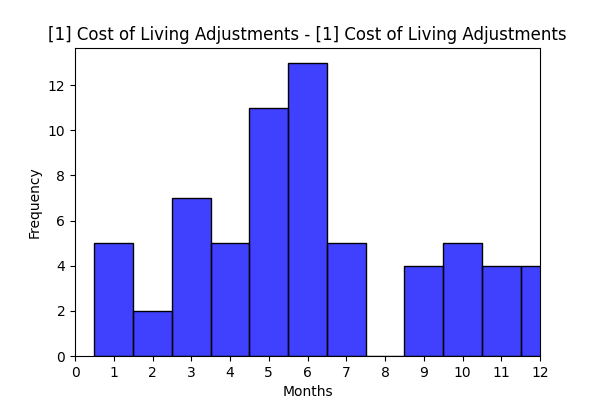 [1] Cost of Living Adjustments - [1] Cost of Living Adjustments
12
10
8
6
4
2
0
Frequency
0 1 2 3 4 5 6 7 8 9 10 11 12
Months